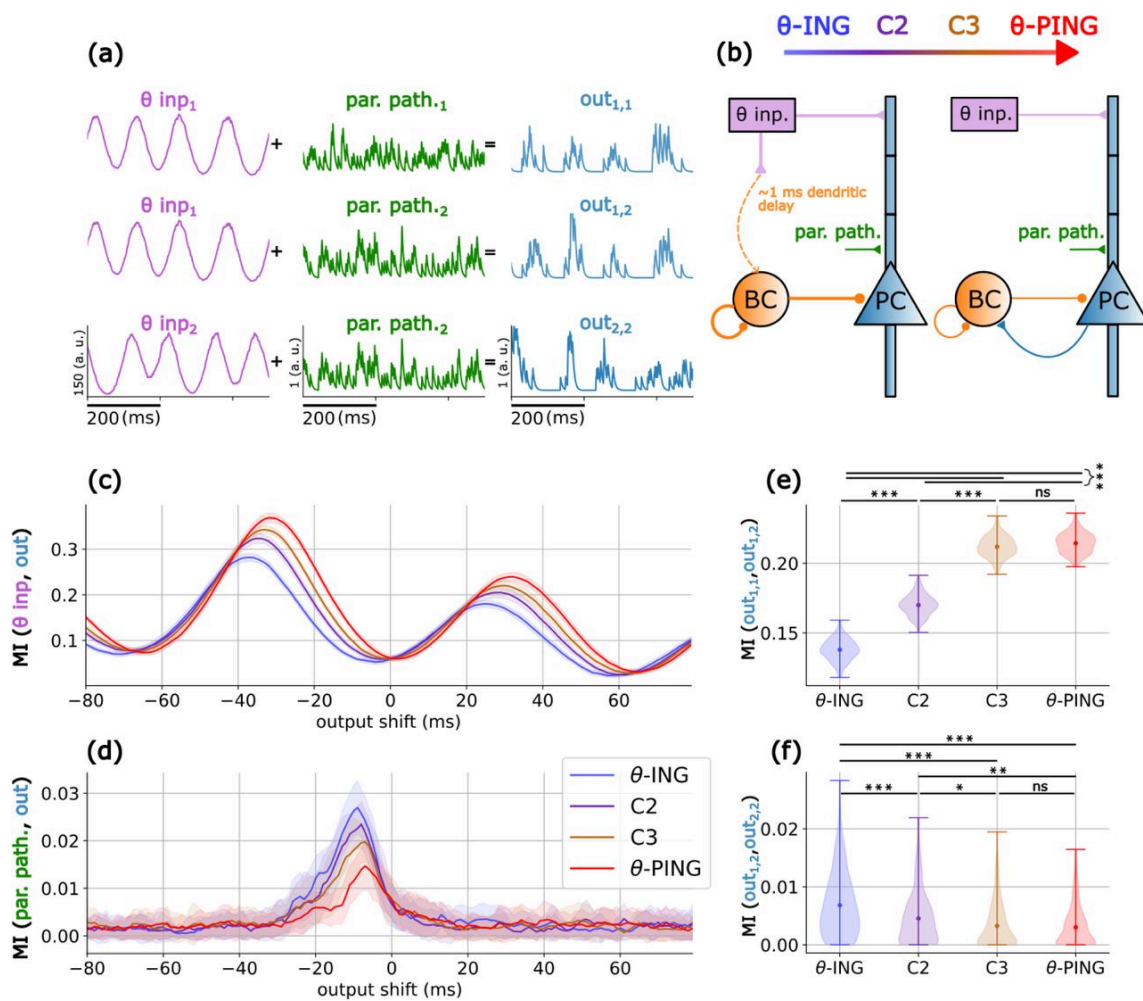 θ-ING C2 C3 θ-PING
(a)
θ inp1 par. path.1 out1,1
+ =
θ inp1 par. path.2 out1,2
+ =
θ inp2 par. path.2 out2,2
+ =
150 (a. u.) 1 (a. u.) 1 (a. u.)
200 (ms) 200 (ms) 200 (ms)
(b)
θ inp. θ inp.
~1 ms dendritic
delay
par. path. par. path.
BC PC BC PC
(c)
MI (θ inp, out)
0.3
0.2
0.1
−80 −60 −40 −20 0 20 40 60
output shift (ms)
(d)
MI (par. path., out)
0.03
0.02
0.01
0.00
−80 −60 −40 −20 0 20 40 60
output shift (ms)
θ-ING
C2
C3
θ-PING
(e)
***
*** *** ns
MI (out1,1,out1,2)
0.20
0.15
θ-ING C2 C3 θ-PING
(f)
***
***
**
*** * ns
MI (out1,2,out2,2)
0.02
0.01
0.00
θ-ING C2 C3 θ-PING